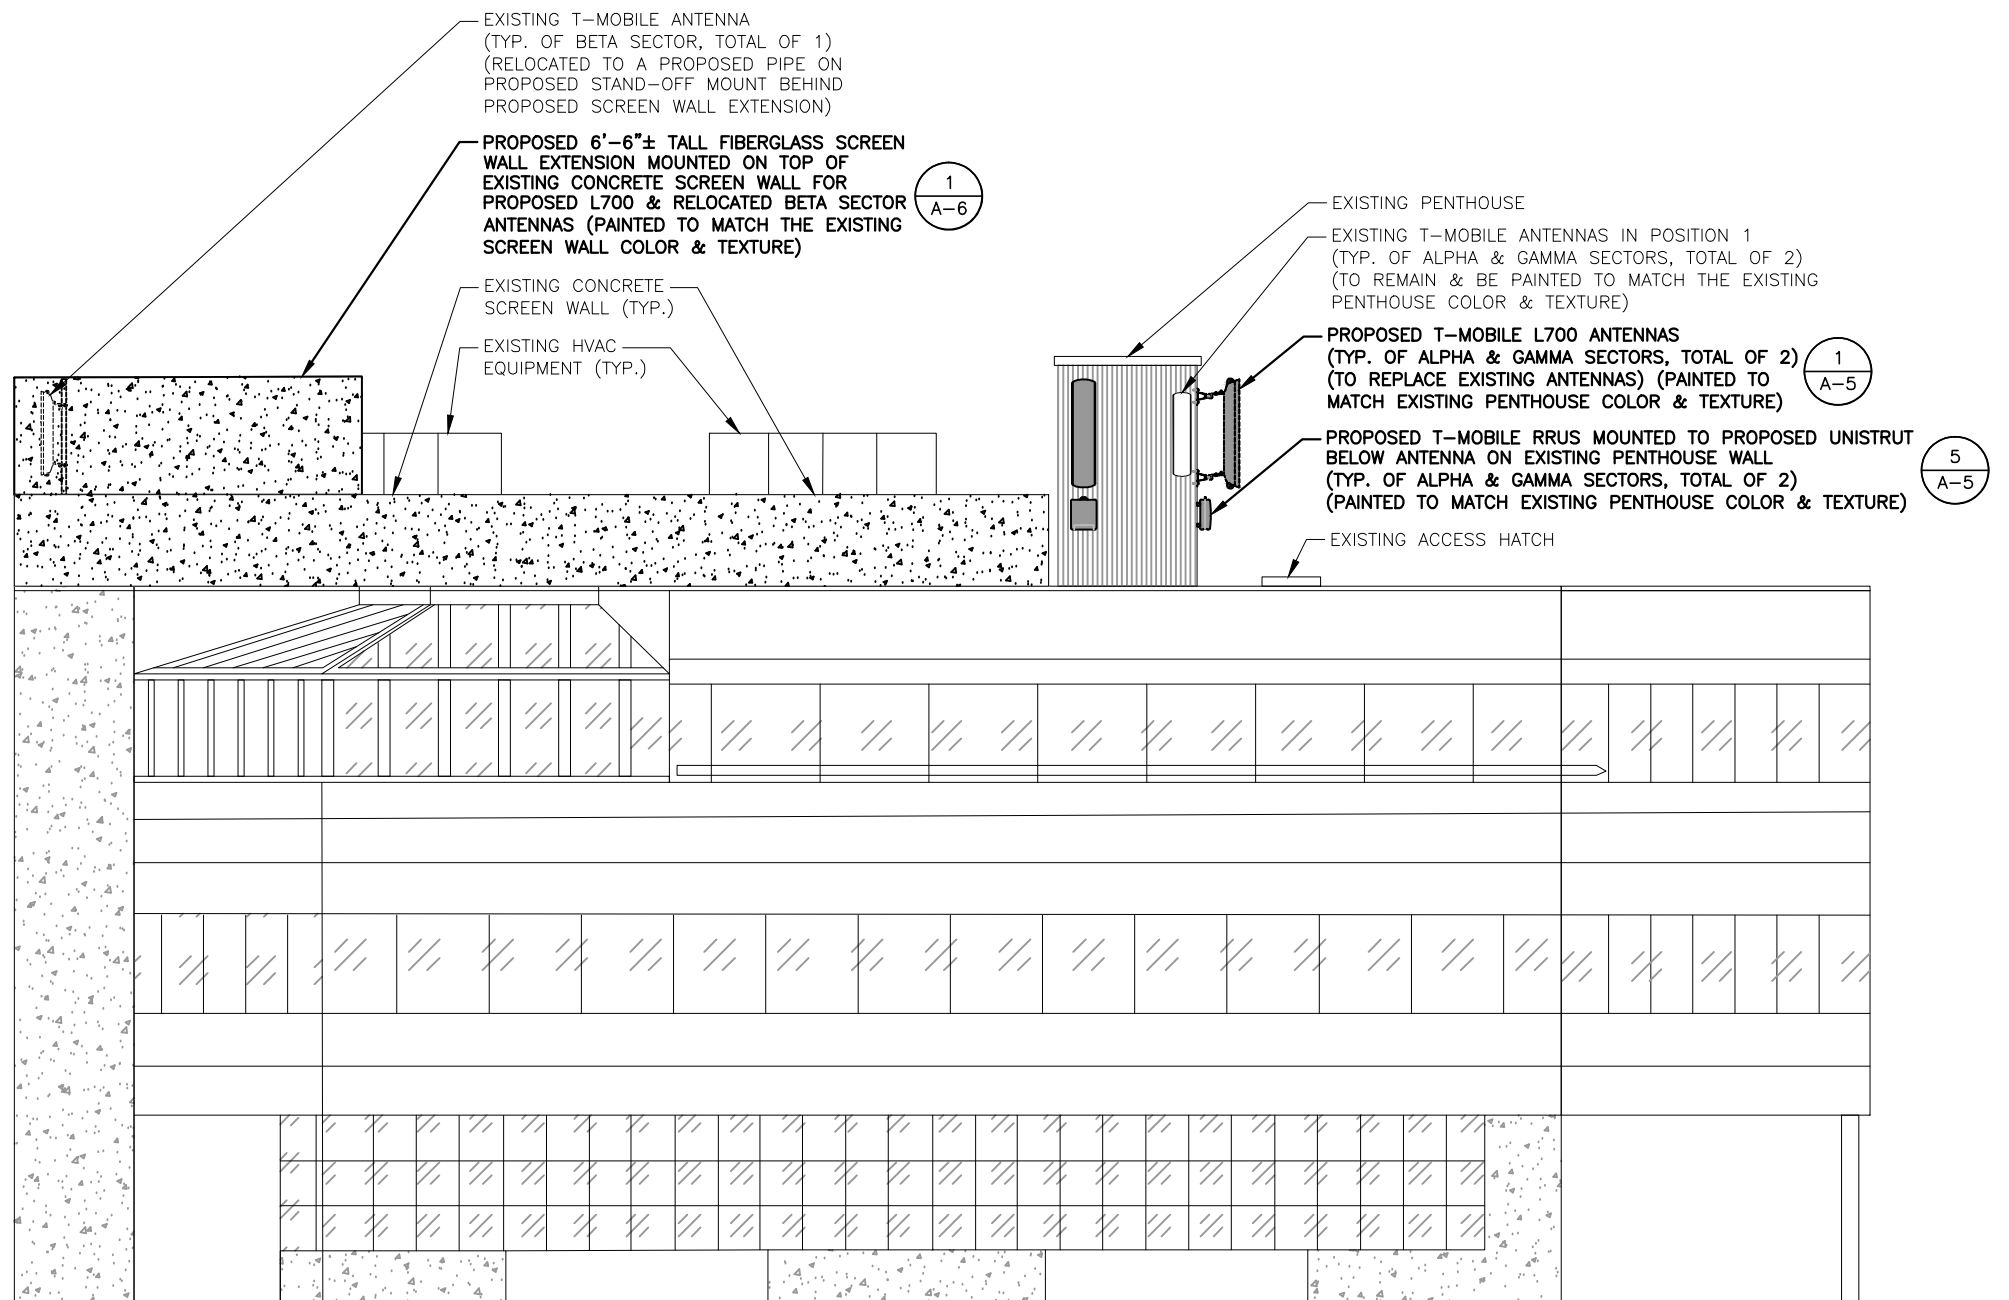 EXISTING T-MOBILE ANTENNA
(TYP. OF BETA SECTOR, TOTAL OF 1)
(RELOCATED TO A PROPOSED PIPE ON
PROPOSED STAND-OFF MOUNT BEHIND
PROPOSED SCREEN WALL EXTENSION)
PROPOSED 6'-6"± TALL FIBERGLASS SCREEN
WALL EXTENSION MOUNTED ON TOP OF
EXISTING CONCRETE SCREEN WALL FOR
PROPOSED L700 & RELOCATED BETA SECTOR
ANTENNAS (PAINTED TO MATCH THE EXISTING
SCREEN WALL COLOR & TEXTURE)
1
A-6
EXISTING CONCRETE
SCREEN WALL (TYP.)
EXISTING HVAC
EQUIPMENT (TYP.)
EXISTING PENTHOUSE
EXISTING T-MOBILE ANTENNAS IN POSITION 1
(TYP. OF ALPHA & GAMMA SECTORS, TOTAL OF 2)
(TO REMAIN & BE PAINTED TO MATCH THE EXISTING
PENTHOUSE COLOR & TEXTURE)
PROPOSED T-MOBILE L700 ANTENNAS
(TYP. OF ALPHA & GAMMA SECTORS, TOTAL OF 2)
(TO REPLACE EXISTING ANTENNAS) (PAINTED TO
MATCH EXISTING PENTHOUSE COLOR & TEXTURE)
1
A-5
PROPOSED T-MOBILE RRUS MOUNTED TO PROPOSED UNISTRUT
BELOW ANTENNA ON EXISTING PENTHOUSE WALL
(TYP. OF ALPHA & GAMMA SECTORS, TOTAL OF 2)
(PAINTED TO MATCH EXISTING PENTHOUSE COLOR & TEXTURE)
5
A-5
EXISTING ACCESS HATCH